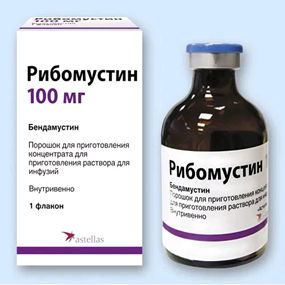 Рибомустин
100 мг
Бендамустин
Порошок для приготовления
концентрата для
приготовления раствора для
инфузий
Внутривенно
1 флакон
astellas
Рибомустин
Бендамустин
Порошок для приготовления
приготовления раствора для
Внутривенно
astellas